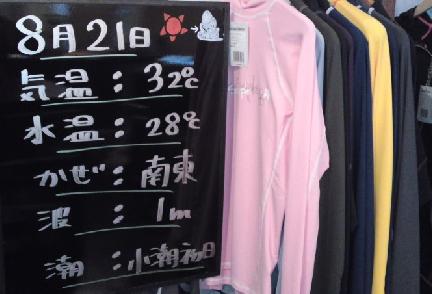 8月21日
気温：32℃
水温：28℃
かぜ：南東
波：1m
潮：小潮初日